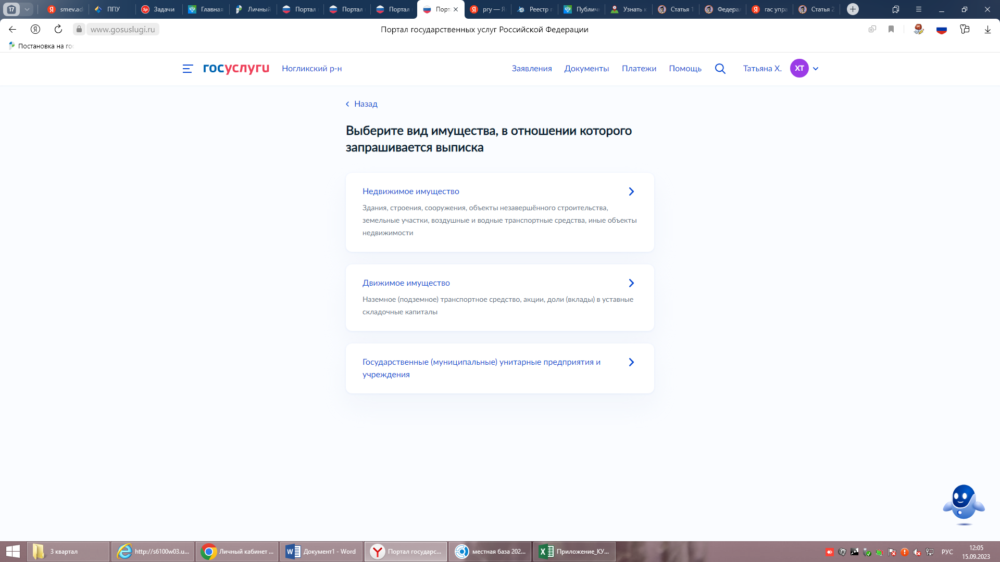 17
smev.ad
ППУ
Задачи
Главная
Личный
Портал
Портал
Портал
Порта
pry — Я
Реестр г
Публич
Узнать к
Статья 1
Федера
гас упра
Статья 2
www.gosuslugi.ru
Портал государственных услуг Российской Федерации
Постановка на гос
госуслуги
Ногликский р-н
Заявления
Документы
Платежи
Помощь
Татьяна Х.
ХТ
Назад
Выберите вид имущества, в отношении которого
запрашивается выписка
Недвижимое имущество
Здания, строения, сооружения, объекты незавершённого строительства,
земельные участки, воздушные и водные транспортные средства, иные объекты
недвижимости
Движимое имущество
Наземное (подземное) транспортное средство, акции, доли (вклады) в уставные
складочные капиталы
Государственные (муниципальные) унитарные предприятия и
учреждения
3 квартал
http://s6100w03.u...
Личный кабинет ...
Документ1 - Word
Портал государс...
местная база 202...
Приложение_КУ...
РУС
12:05
15.09.2023